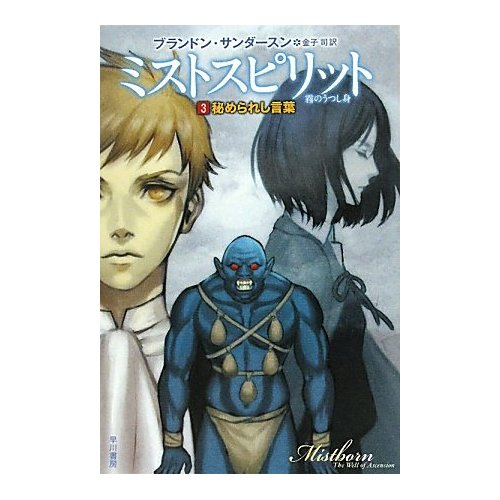 ブランドン・サンダースン✲金子 司 訳
ミストスピリット
霧のうつし身
3 秘められし言葉
早川書房
Mistborn
The Well of Ascension